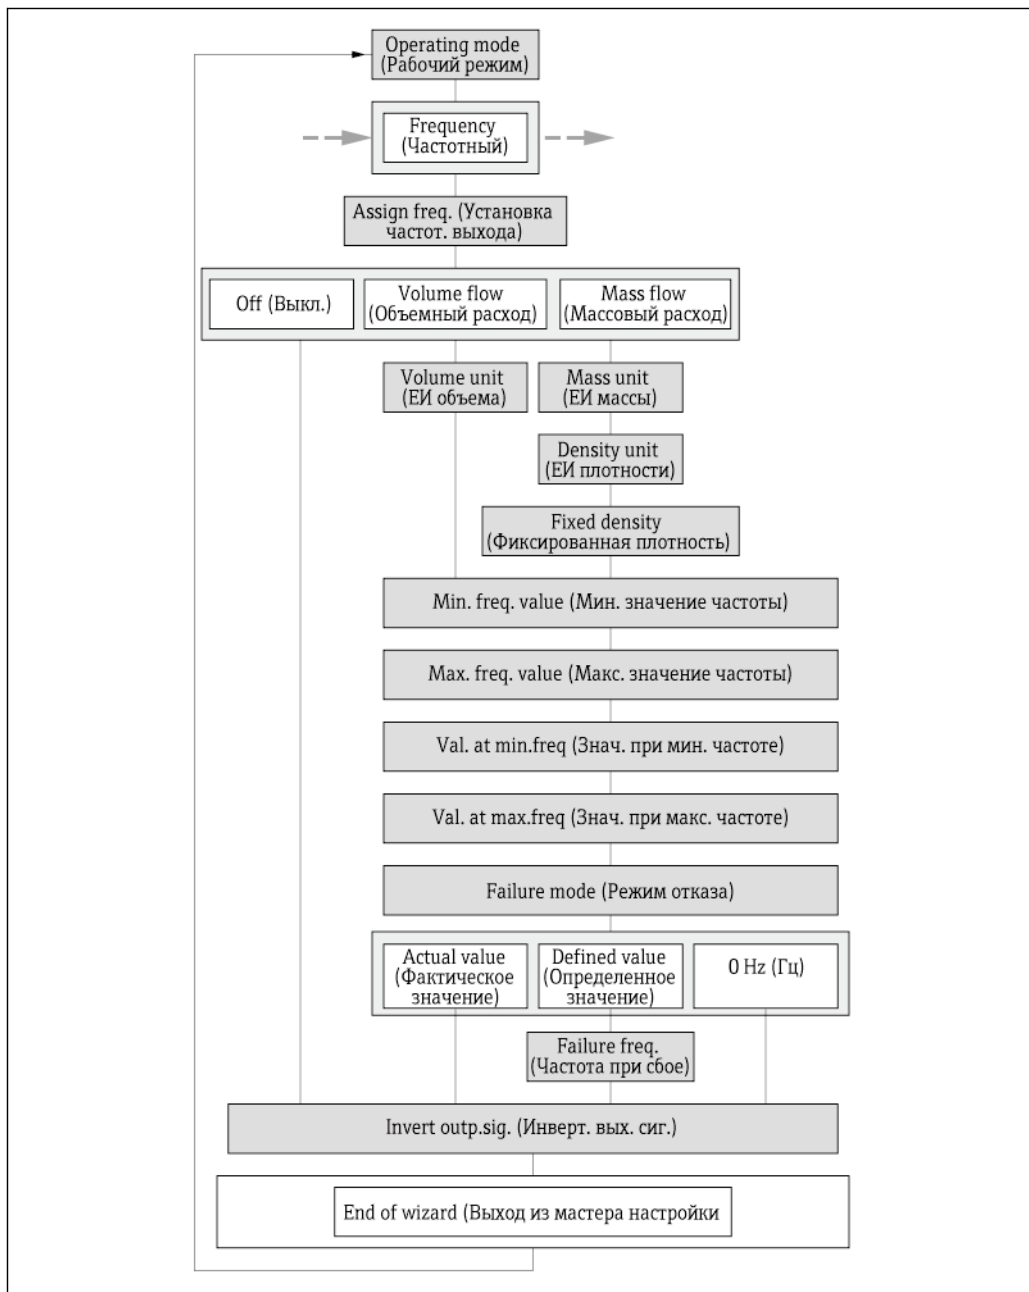 Operating mode
(Рабочий режим)
Frequency
(Частотный)
Assign freq. (Установка
частот. выхода)
Off (Выкл.)
Volume flow
(Объемный расход)
Mass flow
(Массовый расход)
Volume unit
(ЕИ объема)
Mass unit
(ЕИ массы)
Density unit
(ЕИ плотности)
Fixed density
(Фиксированная плотность)
Min. freq. value (Мин. значение частоты)
Max. freq. value (Макс. значение частоты)
Val. at min.freq (Знач. при мин. частоте)
Val. at max.freq (Знач. при макс. частоте)
Failure mode (Режим отказа)
Actual value
(Фактическое
значение)
Defined value
(Определенное
значение)
0 Hz (Гц)
Failure freq.
(Частота при сбое)
Invert outp.sig. (Инверт. вых. сиг.)
End of wizard (Выход из мастера настройки